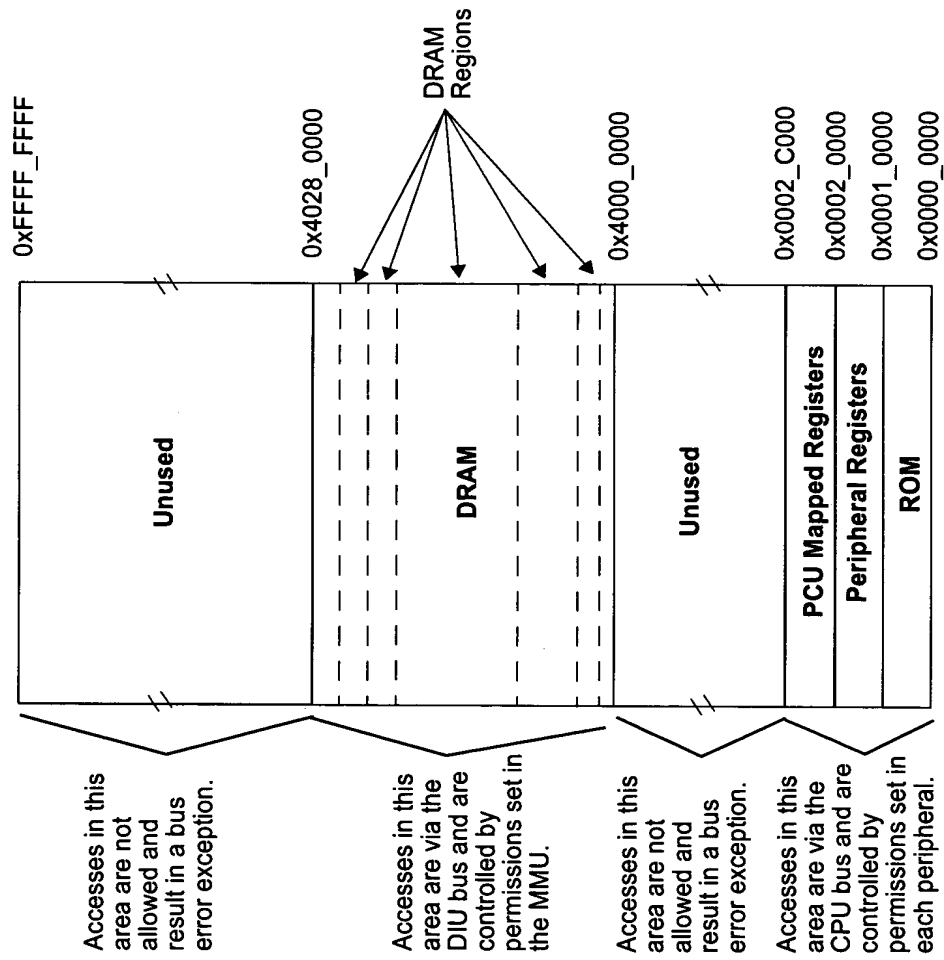 0xFFFF_FFFF
Unused
Accesses in this
area are not
allowed and
result in a bus
error exception.
0x4028_0000
DRAM
Regions
DRAM
Accesses in this
area are via the
DIU bus and are
controlled by
permissions set in
the MMU.
0x4000_0000
Unused
Accesses in this
area are not
allowed and
result in a bus
error exception.
0x0002_C000
PCU Mapped Registers
0x0002_0000
Peripheral Registers
0x0001_0000
ROM
0x0000_0000
Accesses in this
area are via the
CPU bus and are
controlled by
permissions set in
each peripheral.